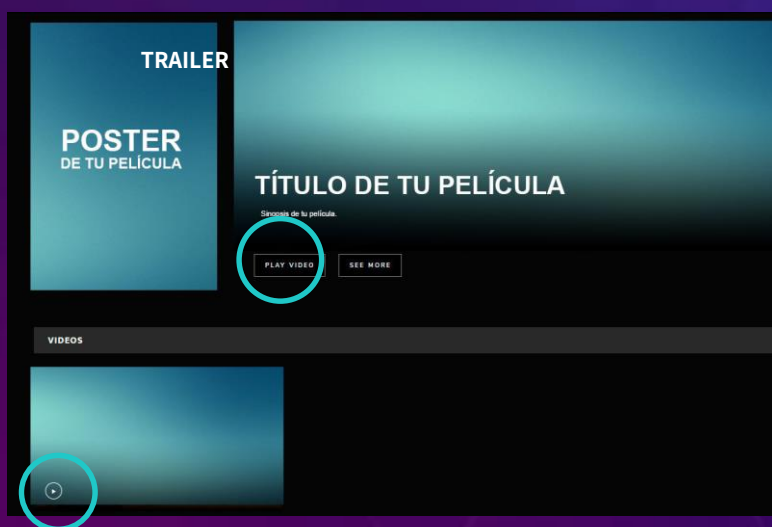 TRAILER
POSTER
DE TU PELÍCULA
TÍTULO DE TU PELÍCULA
Sinopsis de tu película.
PLAY VIDEO
SEE MORE
VIDEOS